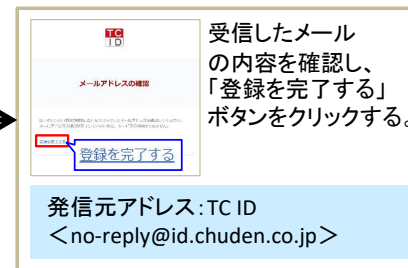 TC
ID
メールアドレスの確認
登録を完了する
受信したメール
の内容を確認し、
「登録を完了する」
ボタンをクリックする。
発信元アドレス：TC ID
＜no-reply@id.chuden.co.jp＞